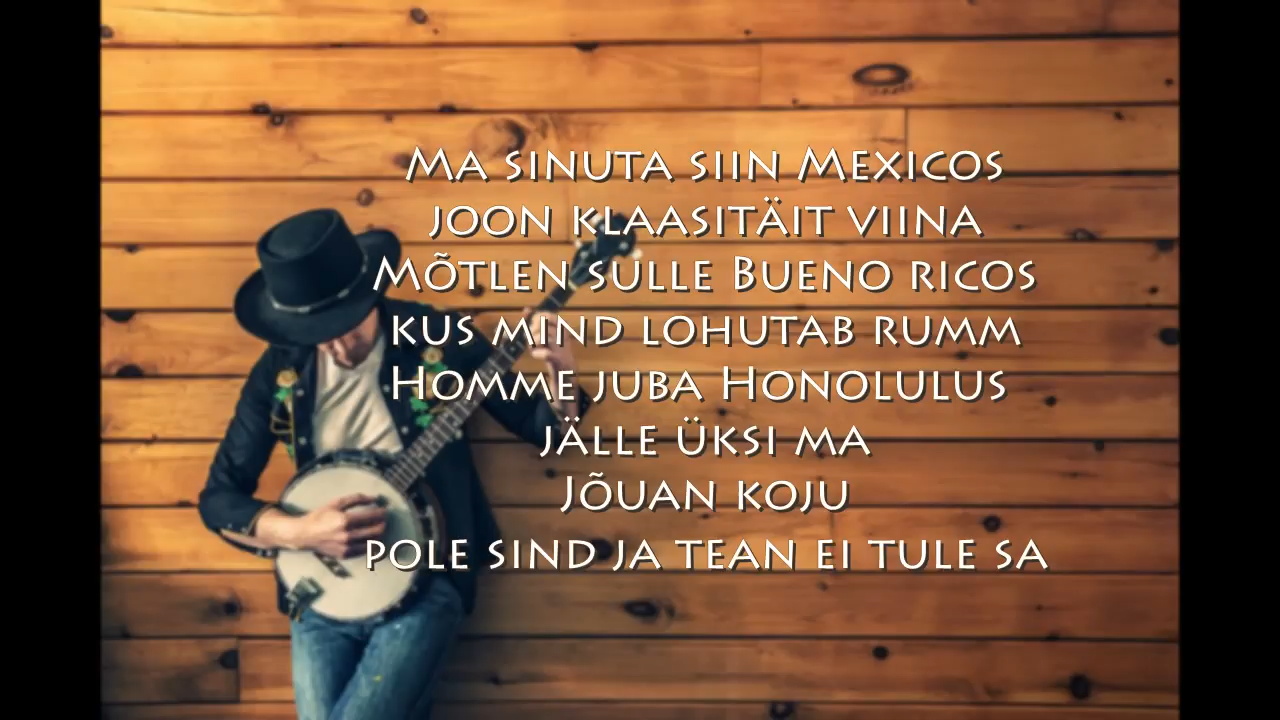 Ma sinuta siin Mexicos
joon klaasitäit viina
Mõtlen sulle Bueno ricos
kus mind lohutab rumm
Homme juba Honolulus
jälle üksi ma
Jõuan koju
pole sind ja tean ei tule sa